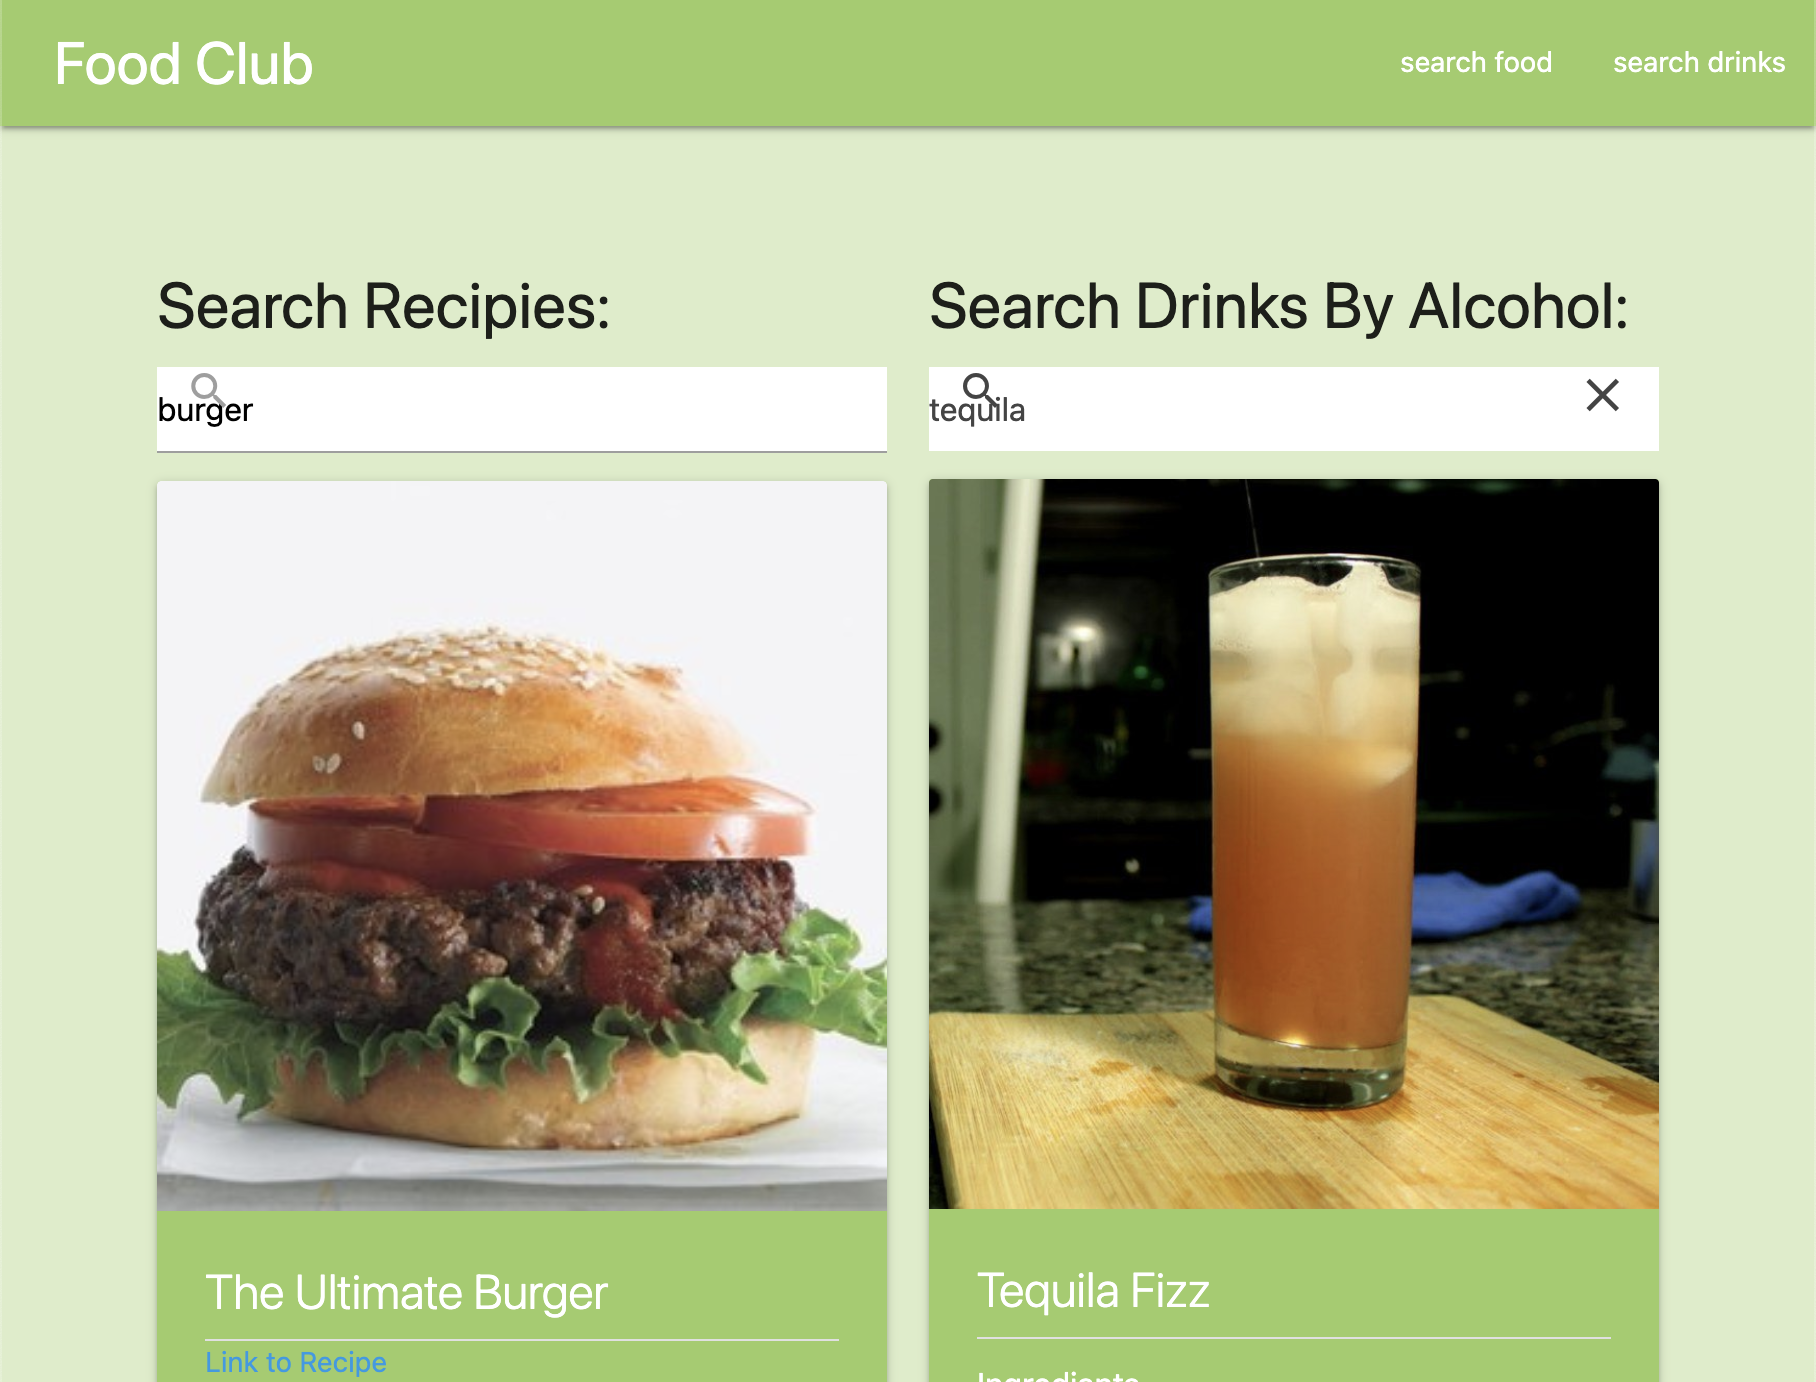 Food Club
search food
search drinks
Search Recipies:
burger
The Ultimate Burger
Link to Recipe
Search Drinks By Alcohol:
tequila
Tequila Fizz
Ingredients